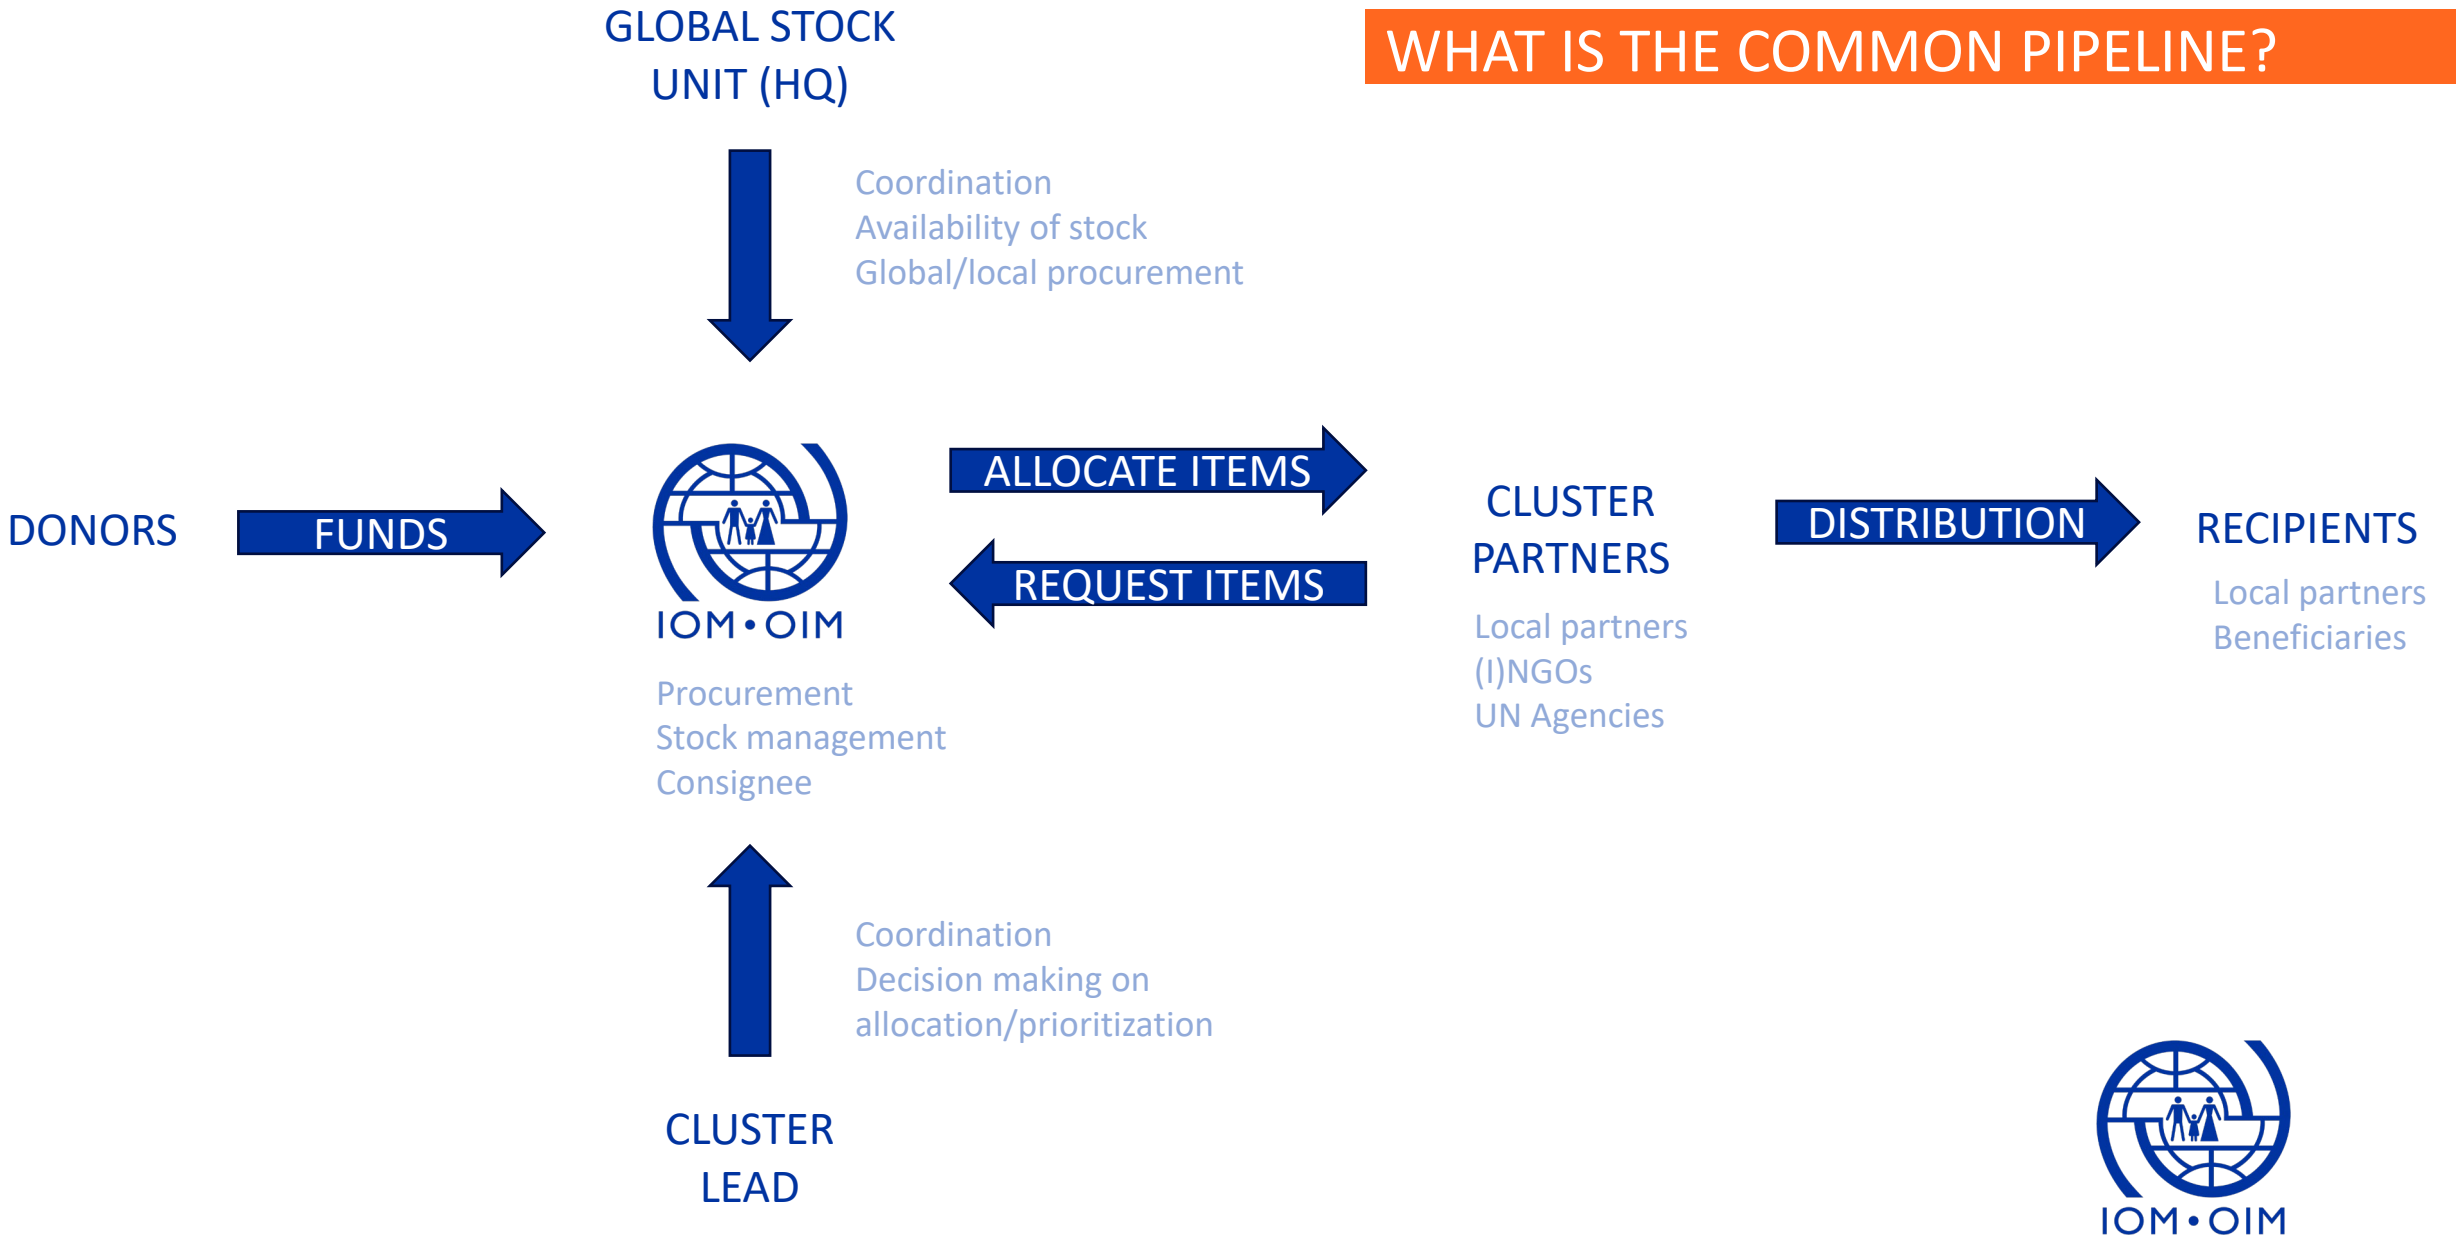 GLOBAL STOCK
UNIT (HQ)
WHAT IS THE COMMON PIPELINE?
Coordination
Availability of stock
Global/local procurement
DONORS
FUNDS
IOM•OIM
Procurement
Stock management
Consignee
ALLOCATE ITEMS
REQUEST ITEMS
CLUSTER
PARTNERS
Local partners
(I)NGOs
UN Agencies
DISTRIBUTION
RECIPIENTS
Local partners
Beneficiaries
Coordination
Decision making on
allocation/prioritization
CLUSTER
LEAD
IOM•OIM